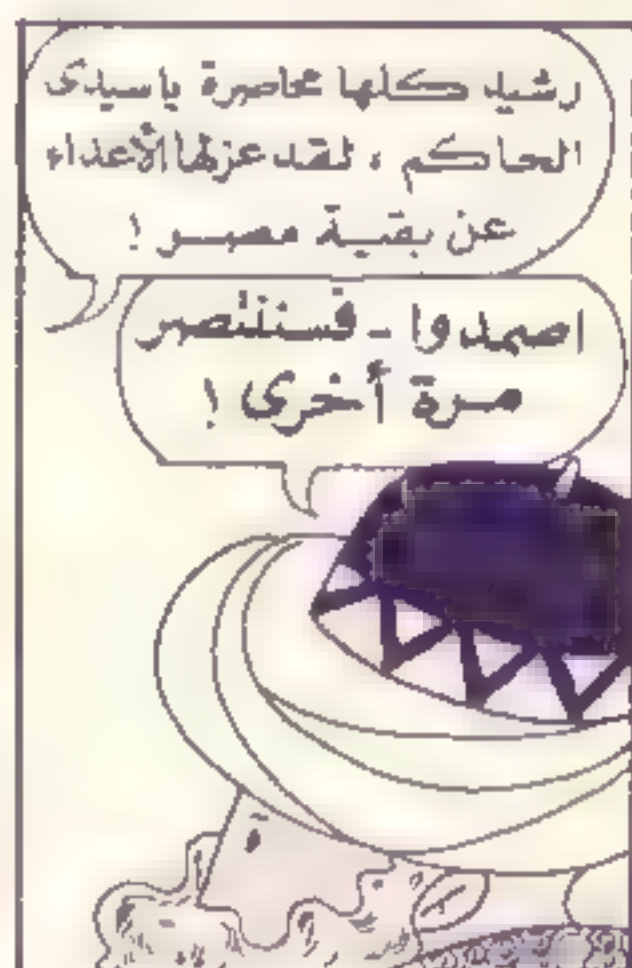 رشيد كلها محاصرة ياسيدى
الحاكم ، لقد عزلها الأعداء
عن بقية مصر !
اصمدوا - فسننتصر
مرة أخرى !